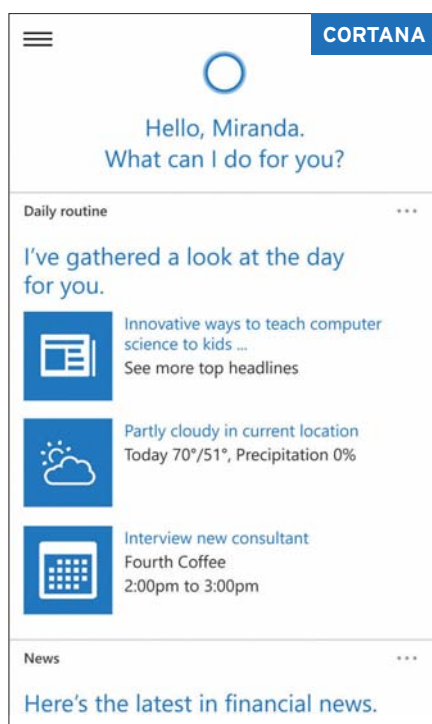 CORTANA
Hello, Miranda.
What can I do for you?
Daily routine
I've gathered a look at the day
for you.
Innovative ways to teach computer
science to kids ...
See more top headlines
Partly cloudy in current location
Today 70°/51°, Precipitation 0%
Interview new consultant
Fourth Coffee
2:00pm to 3:00pm
News
Here's the latest in financial news.